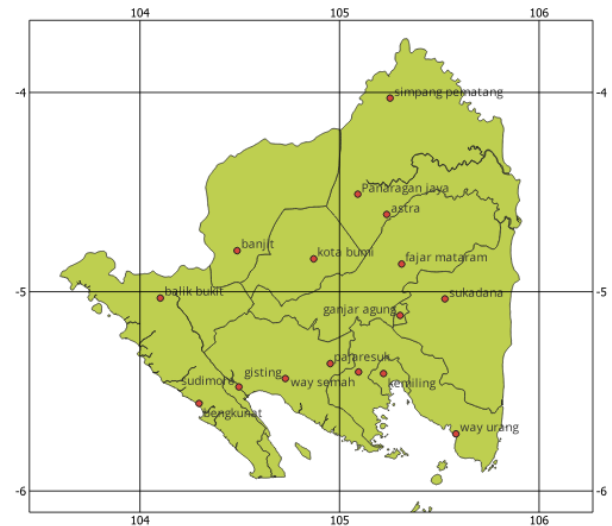 104 105 106
-4 -4
simpang pematang
Panaragan jaya
astra
banjit
kota bumi
fajar mataram
-5 -5
balik bukit
sukadana
ganjar agung
pajaresuk
gisting
sudimoro
way semah
kemiling
bengkunat
way urang
-6 -6
104 105 106